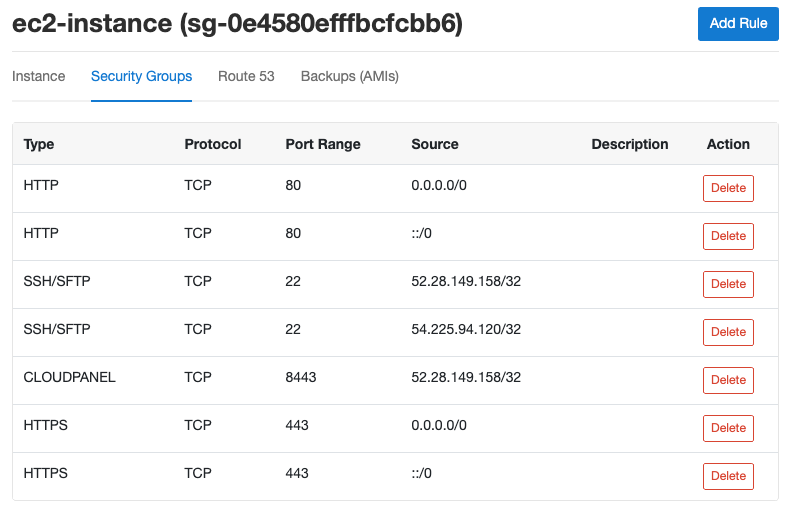 ec2-instance (sg-0e4580efffbcfcbb6)
Add Rule
Instance Security Groups Route 53 Backups (AMIs)
Type Protocol Port Range Source Description Action
HTTP TCP 80 0.0.0.0/0 Delete
HTTP TCP 80 ::/0 Delete
SSH/SFTP TCP 22 52.28.149.158/32 Delete
SSH/SFTP TCP 22 54.225.94.120/32 Delete
CLOUDPANEL TCP 8443 52.28.149.158/32 Delete
HTTPS TCP 443 0.0.0.0/0 Delete
HTTPS TCP 443 ::/0 Delete